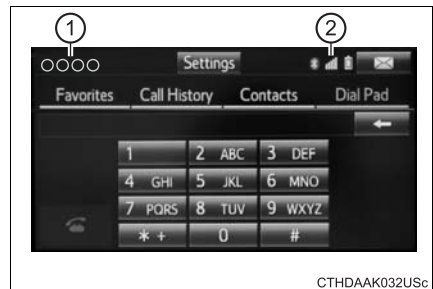 1 2
OOOO Settings
Favorites Call History Contacts Dial Pad
1 2 ABC 3 DEF
4 GHI 5 JKL 6 MNO
7 PQRS 8 TUV 9 WXYZ
* + 0 #
CTHDAAK032USc